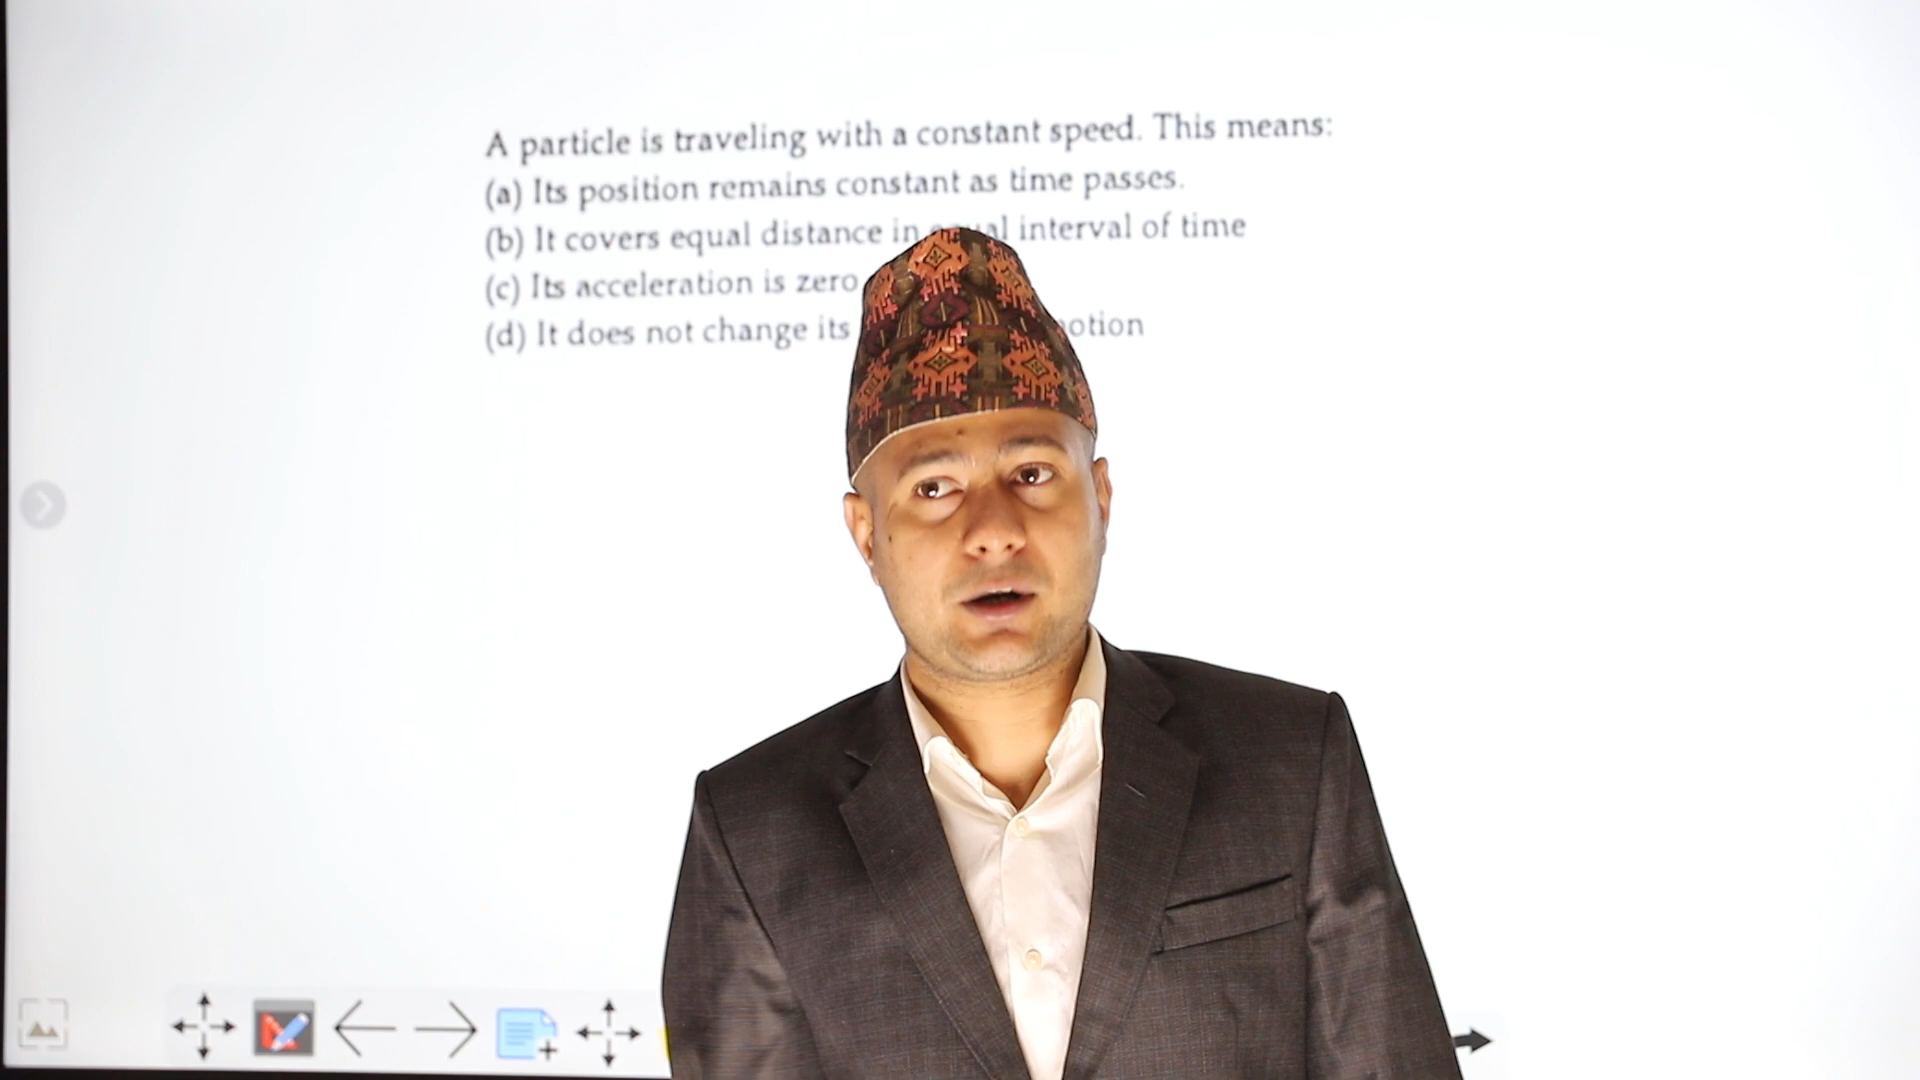 A particle is traveling with a constant speed. This means:
(a) Its position remains constant as time passes.
(b) It covers equal distance in interval of time
(c) Its acceleration is zero
(d) It does not change its